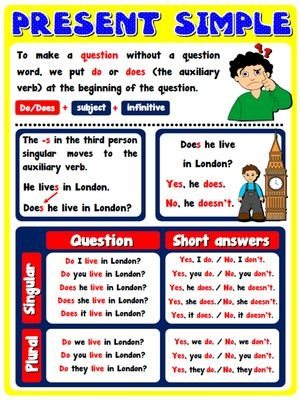 PRESENT SIMPLE
To make a question without a question
word, we put do or does (the auxiliary
verb) at the beginning of the question.
Do/Does + subject + infinitive
The -s in the third person
singular moves to the
auxiliary verb.
He lives in London.
Does he live in London?
Does he live
in London?
Yes, he does.
No, he doesn't.
Question
Short answers
Singular
Do I live in London?
Yes, I do. / No, I don't.
Do you live in London?
Yes, you do. / No, you don't.
Does he live in London?
Yes, he does. / No, he doesn't.
Does she live in London?
Yes, she does. / No, she doesn't.
Does it live in London?
Yes, it does. / No, it doesn't.
Plural
Do we live in London?
Yes, we do. / No, we don't.
Do you live in London?
Yes, you do. / No, you don't.
Do they live in London?
Yes, they do. / No, they don't.